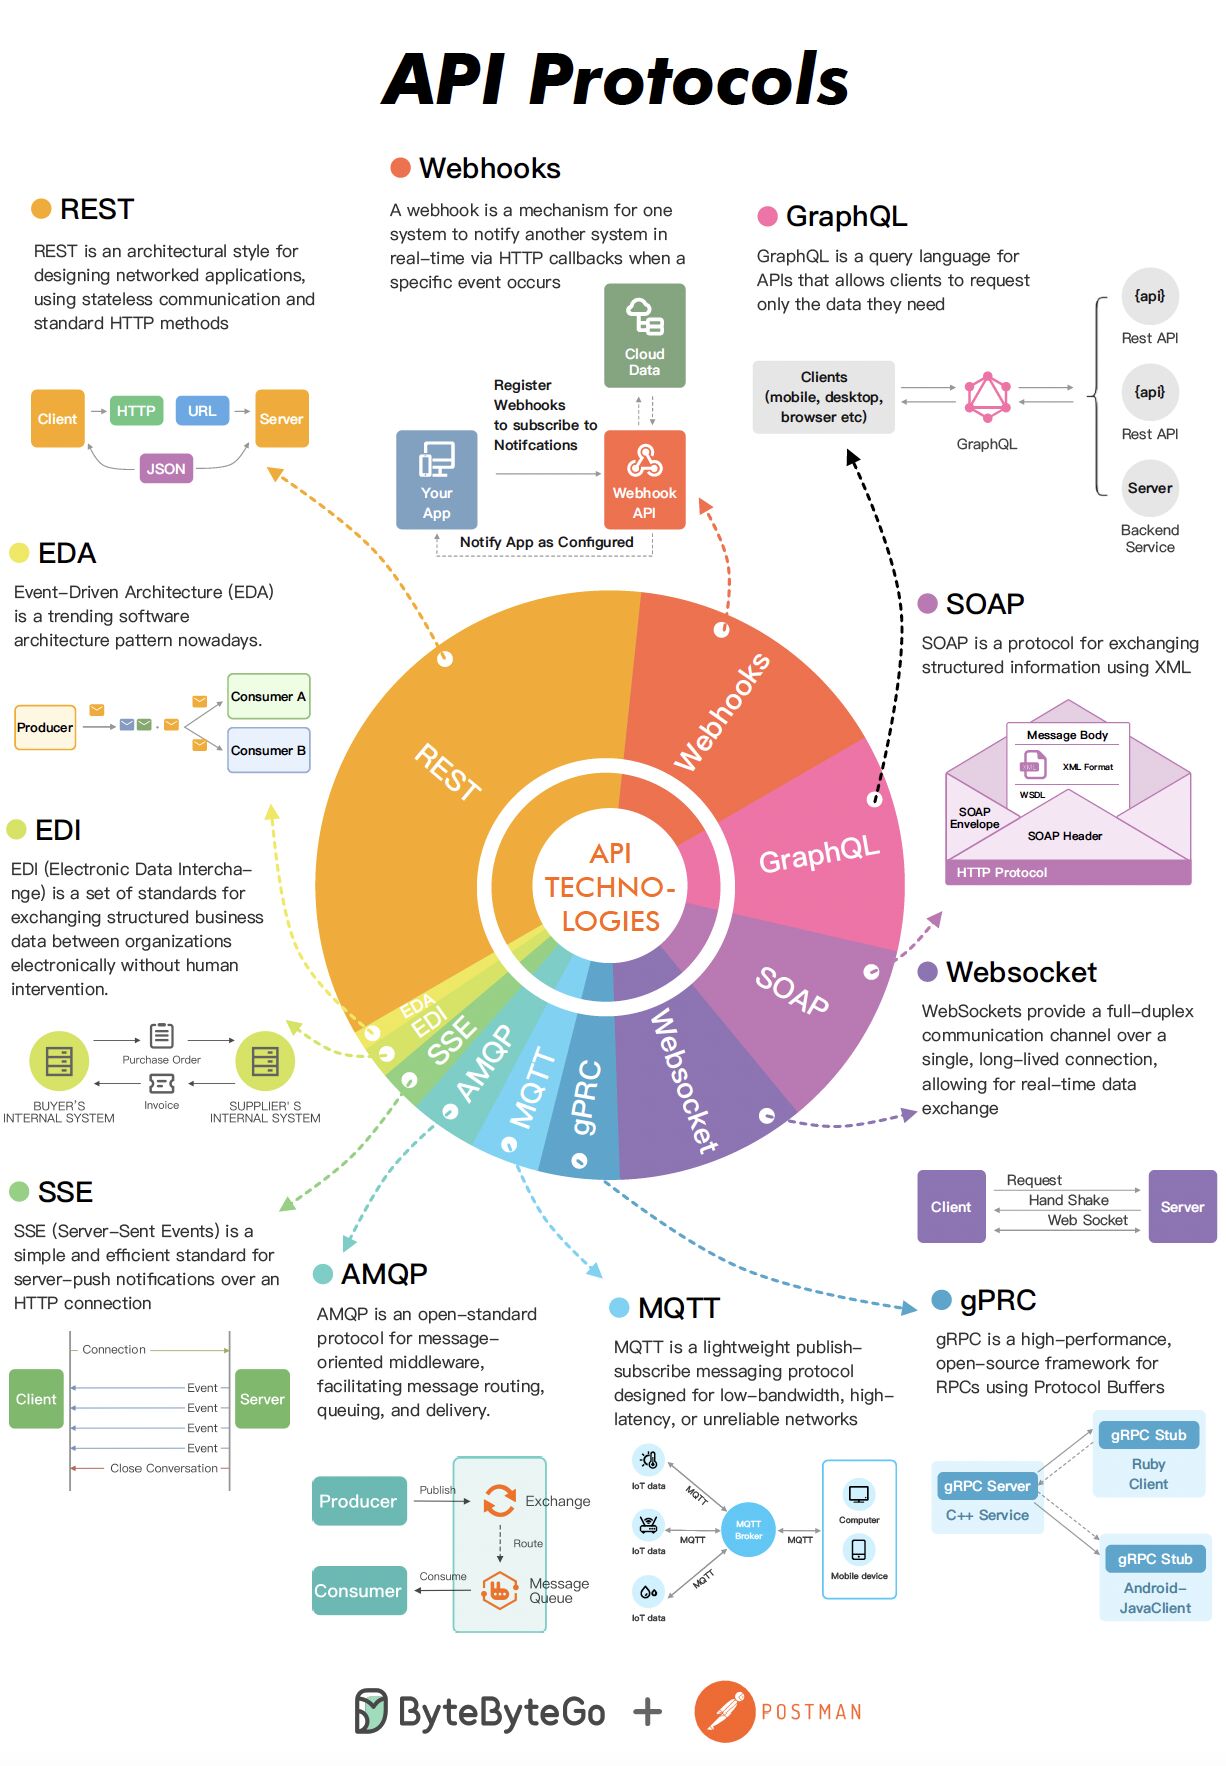 API Protocols
REST
REST is an architectural style for
designing networked applications,
using stateless communication and
standard HTTP methods
Client
HTTP
URL
Server
JSON
Webhooks
A webhook is a mechanism for one
system to notify another system in
real-time via HTTP callbacks when a
specific event occurs
Cloud
Data
Register
Webhooks
to subscribe to
Notifcations
Your
App
Webhook
API
Notify App as Configured
GraphQL
GraphQL is a query language for
APIs that allows clients to request
only the data they need
Clients
(mobile, desktop,
browser etc)
GraphQL
{api}
Rest API
{api}
Rest API
Server
Backend
Service
EDA
Event-Driven Architecture (EDA)
is a trending software
architecture pattern nowadays.
Producer
Consumer A
Consumer B
SOAP
SOAP is a protocol for exchanging
structured information using XML
Message Body
XML
XML Format
WSDL
SOAP
Envelope
SOAP Header
HTTP Protocol
EDI
EDI (Electronic Data Intercha-
nge) is a set of standards for
exchanging structured business
data between organizations
electronically without human
intervention.
Purchase Order
Invoice
BUYER'S
INTERNAL SYSTEM
SUPPLIER' S
INTERNAL SYSTEM
REST
Webhooks
GraphQL
SOAP
Websocket
gPRC
MQTT
AMQP
SSE
EDI
EDA
API
TECHNO-
LOGIES
Websocket
WebSockets provide a full-duplex
communication channel over a
single, long-lived connection,
allowing for real-time data
exchange
Client
Request
Hand Shake
Web Socket
Server
SSE
SSE (Server-Sent Events) is a
simple and efficient standard for
server-push notifications over an
HTTP connection
Connection
Client
Event
Event
Event
Event
Server
Close Conversation
AMQP
AMQP is an open-standard
protocol for message-
oriented middleware,
facilitating message routing,
queuing, and delivery.
Producer
Publish
Exchange
Route
Consumer
Consume
Message
Queue
MQTT
MQTT is a lightweight publish-
subscribe messaging protocol
designed for low-bandwidth, high-
latency, or unreliable networks
IoT data
IoT data
IoT data
MQTT
MQTT
MQTT
MQTT
Broker
MQTT
Computer
Mobile device
gPRC
gRPC is a high-performance,
open-source framework for
RPCs using Protocol Buffers
gRPC Server
C++ Service
gRPC Stub
Ruby
Client
gRPC Stub
Android-
JavaClient
ByteByteGo + POSTMAN